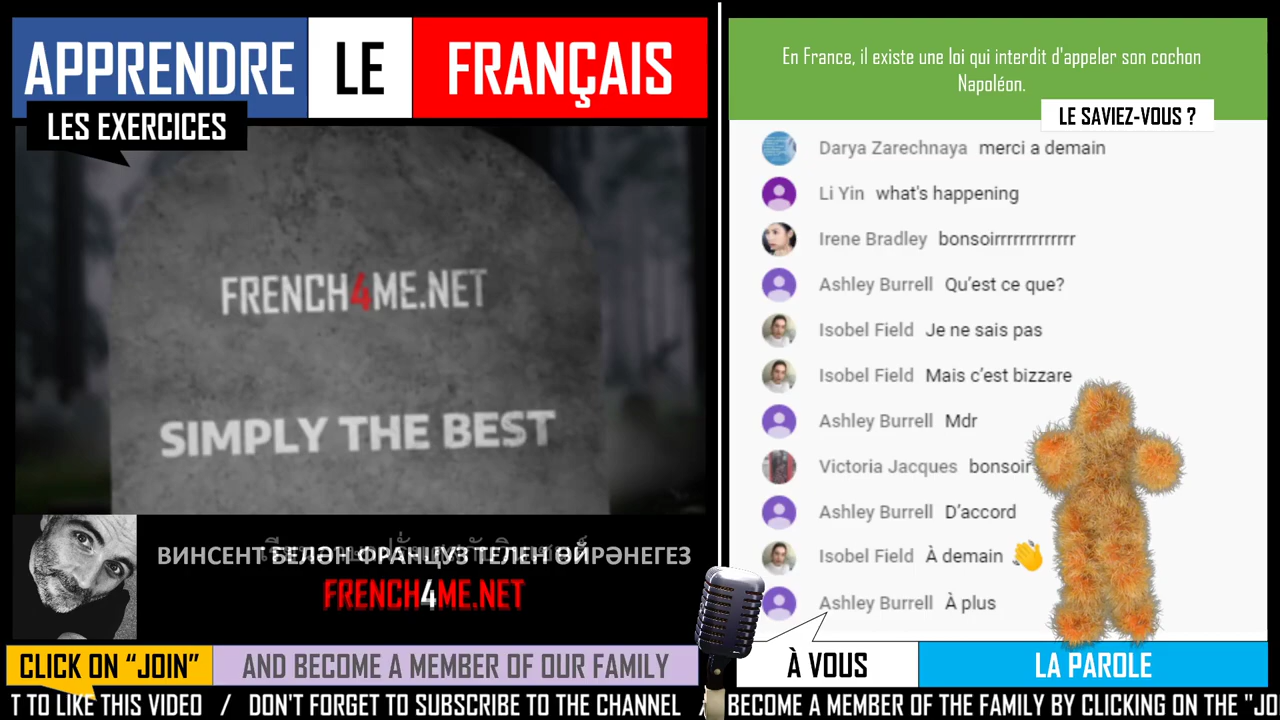 APPRENDRE LE FRANÇAIS
LES EXERCICES
FRENCH4ME.NET
SIMPLY THE BEST
ВИНСЕНТ БЕЛӘН ФРАНЦУЗ ТЕЛЕН ӨЙРӘНЕГЕЗ
FRENCH4ME.NET
CLICK ON “JOIN” AND BECOME A MEMBER OF OUR FAMILY
En France, il existe une loi qui interdit d'appeler son cochon
Napoléon.
LE SAVIEZ-VOUS ?
Darya Zarechnaya merci a demain
Li Yin what's happening
Irene Bradley bonsoirrrrrrrrrrrrr
Ashley Burrell Qu’est ce que?
Isobel Field Je ne sais pas
Isobel Field Mais c’est bizzare
Ashley Burrell Mdr
Victoria Jacques bonsoir
Ashley Burrell D’accord
Isobel Field À demain 👋
Ashley Burrell À plus
À VOUS LA PAROLE
T TO LIKE THIS VIDEO / DON'T FORGET TO SUBSCRIBE TO THE CHANNEL / BECOME A MEMBER OF THE FAMILY BY CLICKING ON THE "JO